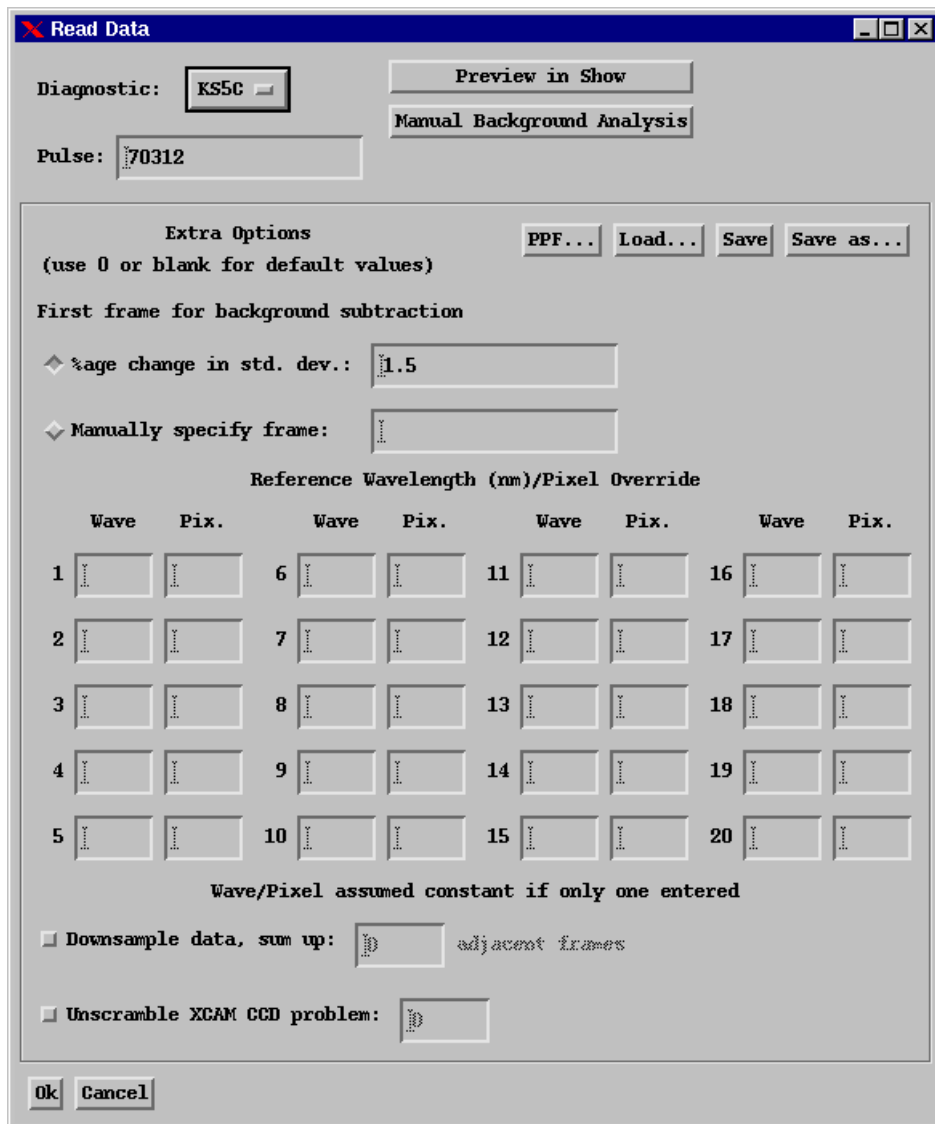 Read Data
Diagnostic: KS5C
Preview in Show
Manual Background Analysis
Pulse: 70312
Extra Options
(use 0 or blank for default values)
PPF... Load... Save Save as...
First frame for background subtraction
%age change in std. dev.: 1.5
Manually specify frame:
Reference Wavelength (nm)/Pixel Override
Wave Pix. Wave Pix. Wave Pix. Wave Pix.
1 6 11 16
2 7 12 17
3 8 13 18
4 9 14 19
5 10 15 20
Wave/Pixel assumed constant if only one entered
Downsample data, sum up: 0 adjacent frames
Unscramble XCAM CCD problem: 0
Ok Cancel